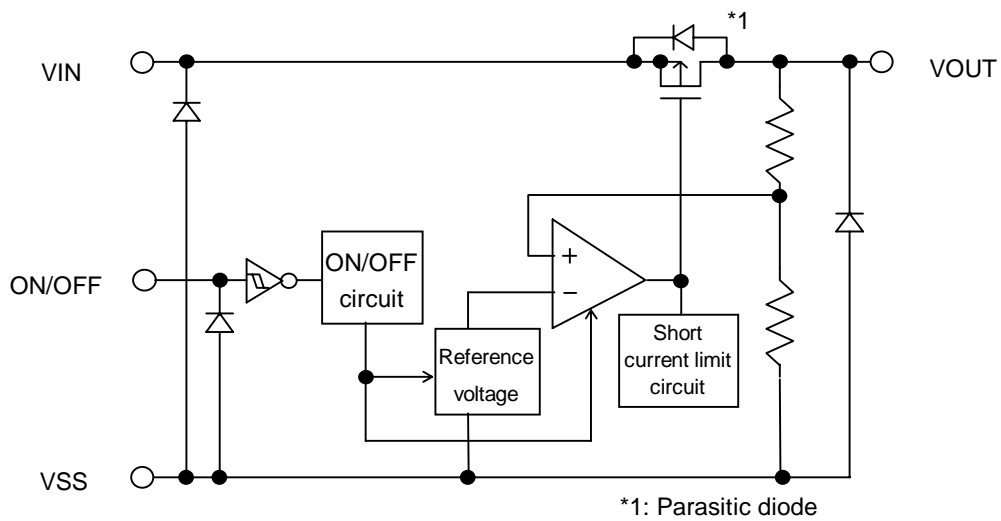 *1
VIN
VOUT
ON/OFF
ON/OFF
circuit
+
−
Reference
voltage
Short
current limit
circuit
VSS
*1: Parasitic diode